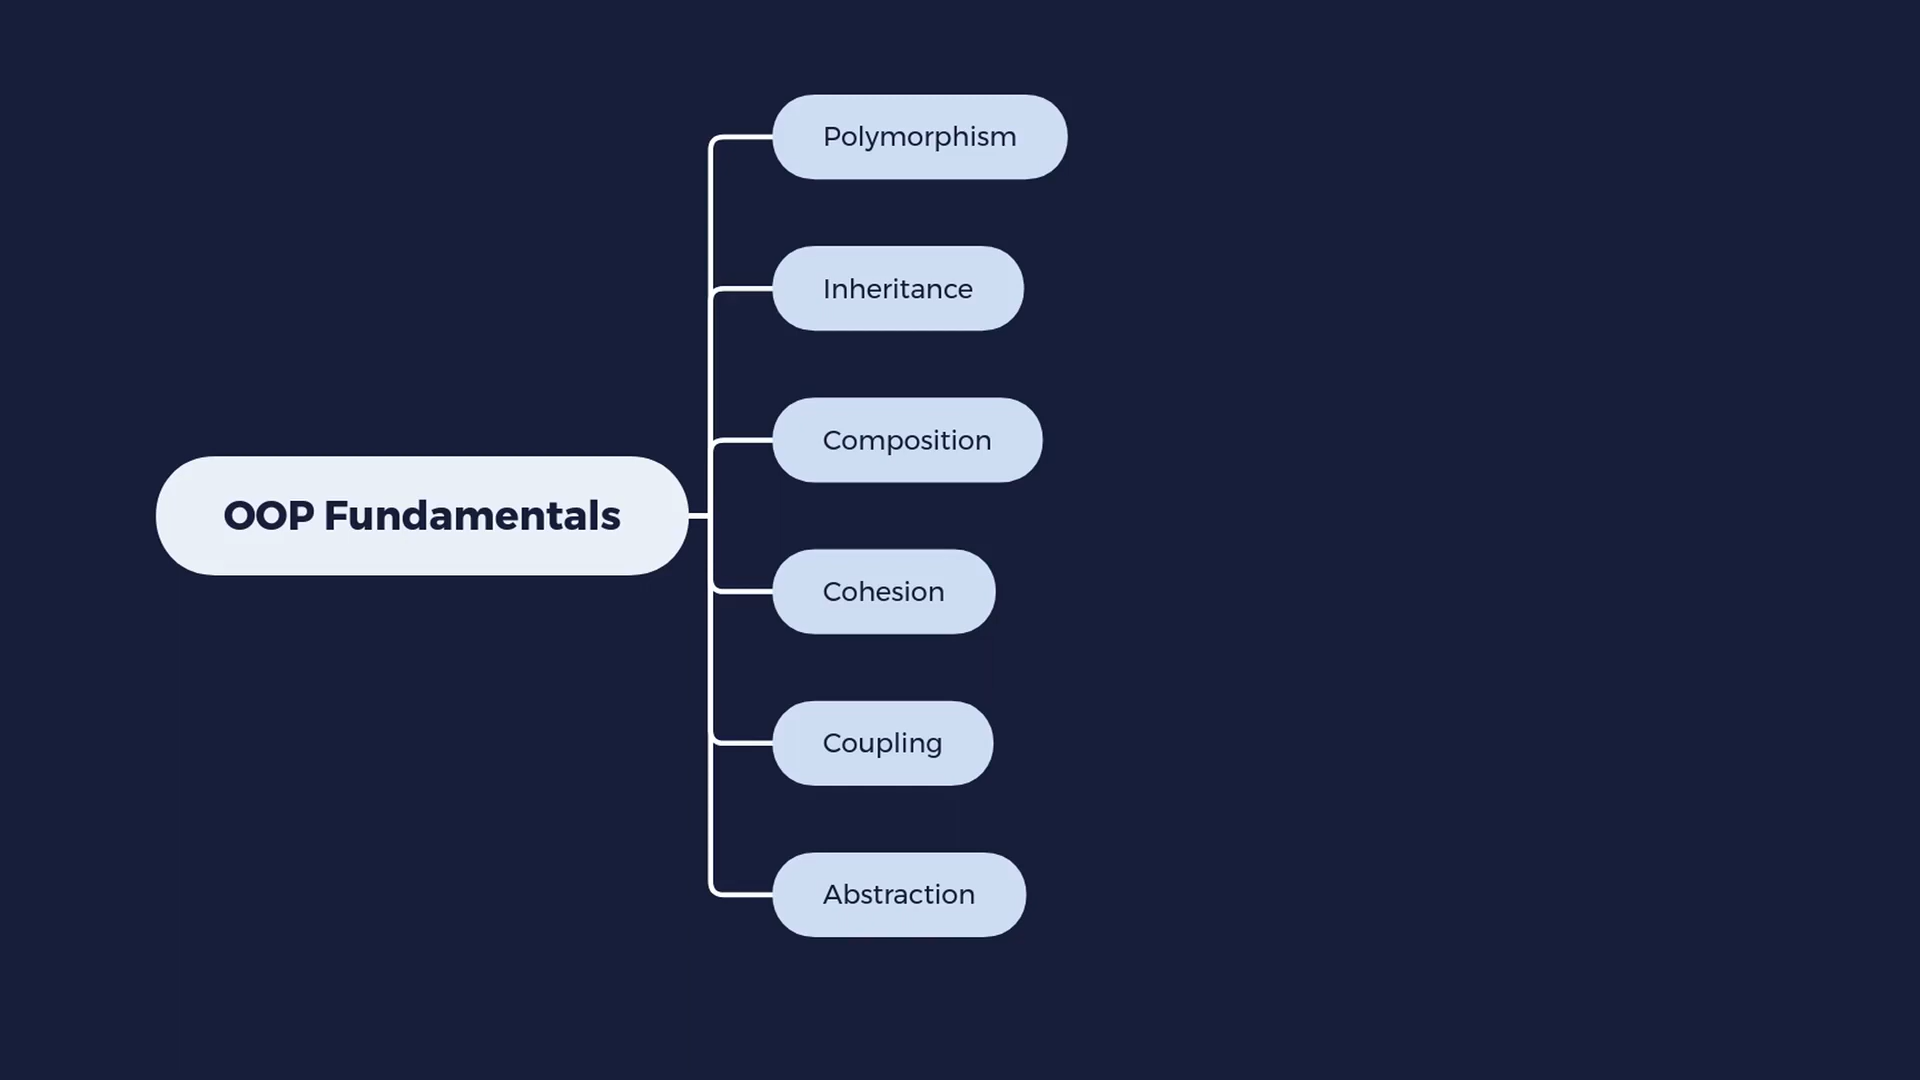 OOP Fundamentals
Polymorphism
Inheritance
Composition
Cohesion
Coupling
Abstraction